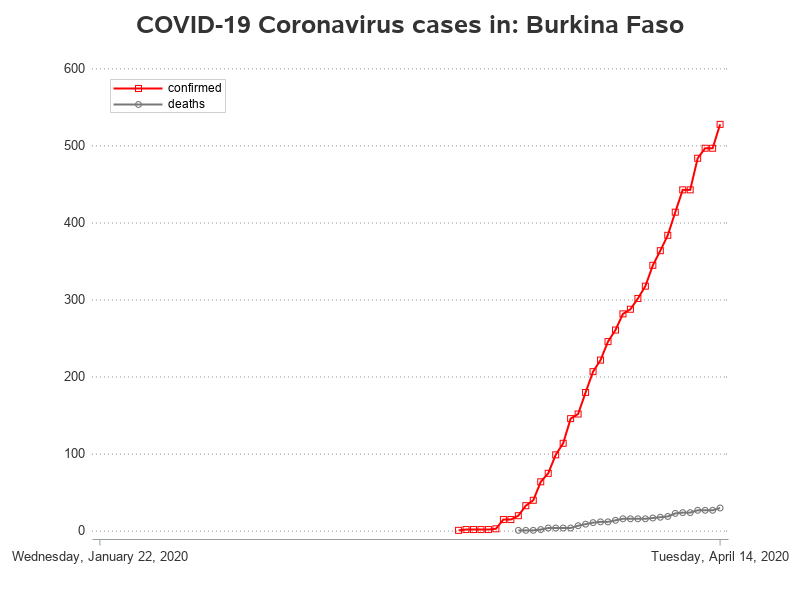 COVID-19 Coronavirus cases in: Burkina Faso
600
confirmed
deaths
500
400
300
200
100
0
Wednesday, January 22, 2020
Tuesday, April 14, 2020